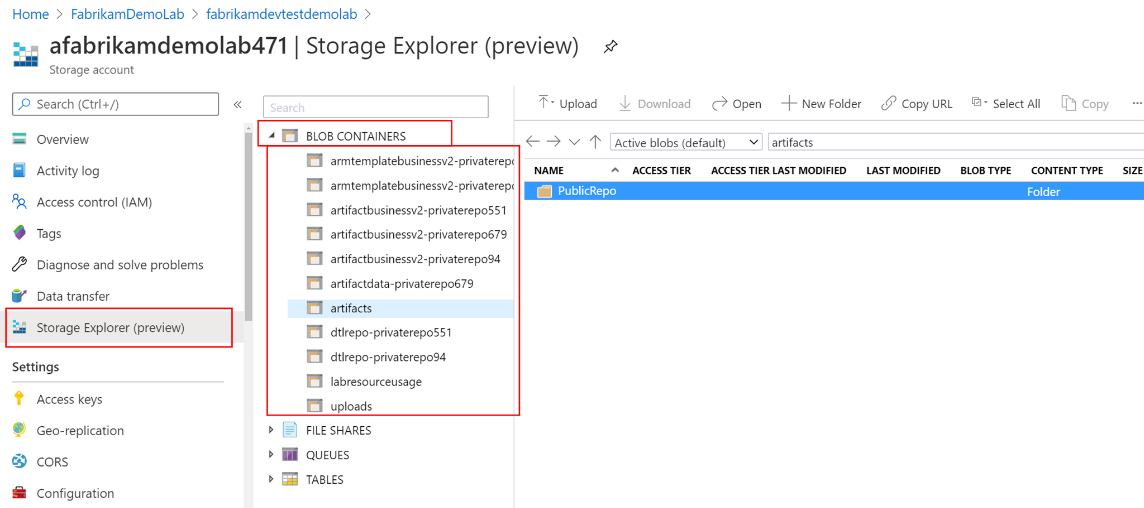 Home > FabrikamDemoLab > fabrikamdevtestdemolab >
afabrikamdemolab471 | Storage Explorer (preview)
Storage account
Search (Ctrl+/)
«
Overview
Activity log
Access control (IAM)
Tags
Diagnose and solve problems
Data transfer
Storage Explorer (preview)
Settings
Access keys
Geo-replication
CORS
Configuration
Search
BLOB CONTAINERS
armtemplatebusinessv2-privaterepo
armtemplatebusinessv2-privaterepo
artifactbusinessv2-privaterepo551
artifactbusinessv2-privaterepo679
artifactbusinessv2-privaterepo94
artifactdata-privaterepo679
artifacts
dtlrepo-privaterepo551
dtlrepo-privaterepo94
labresourceusage
uploads
FILE SHARES
QUEUES
TABLES
Upload Download Open New Folder Copy URL Select All Copy ...
Active blobs (default) artifacts
NAME ACCESS TIER ACCESS TIER LAST MODIFIED LAST MODIFIED BLOB TYPE CONTENT TYPE SIZE
PublicRepo Folder